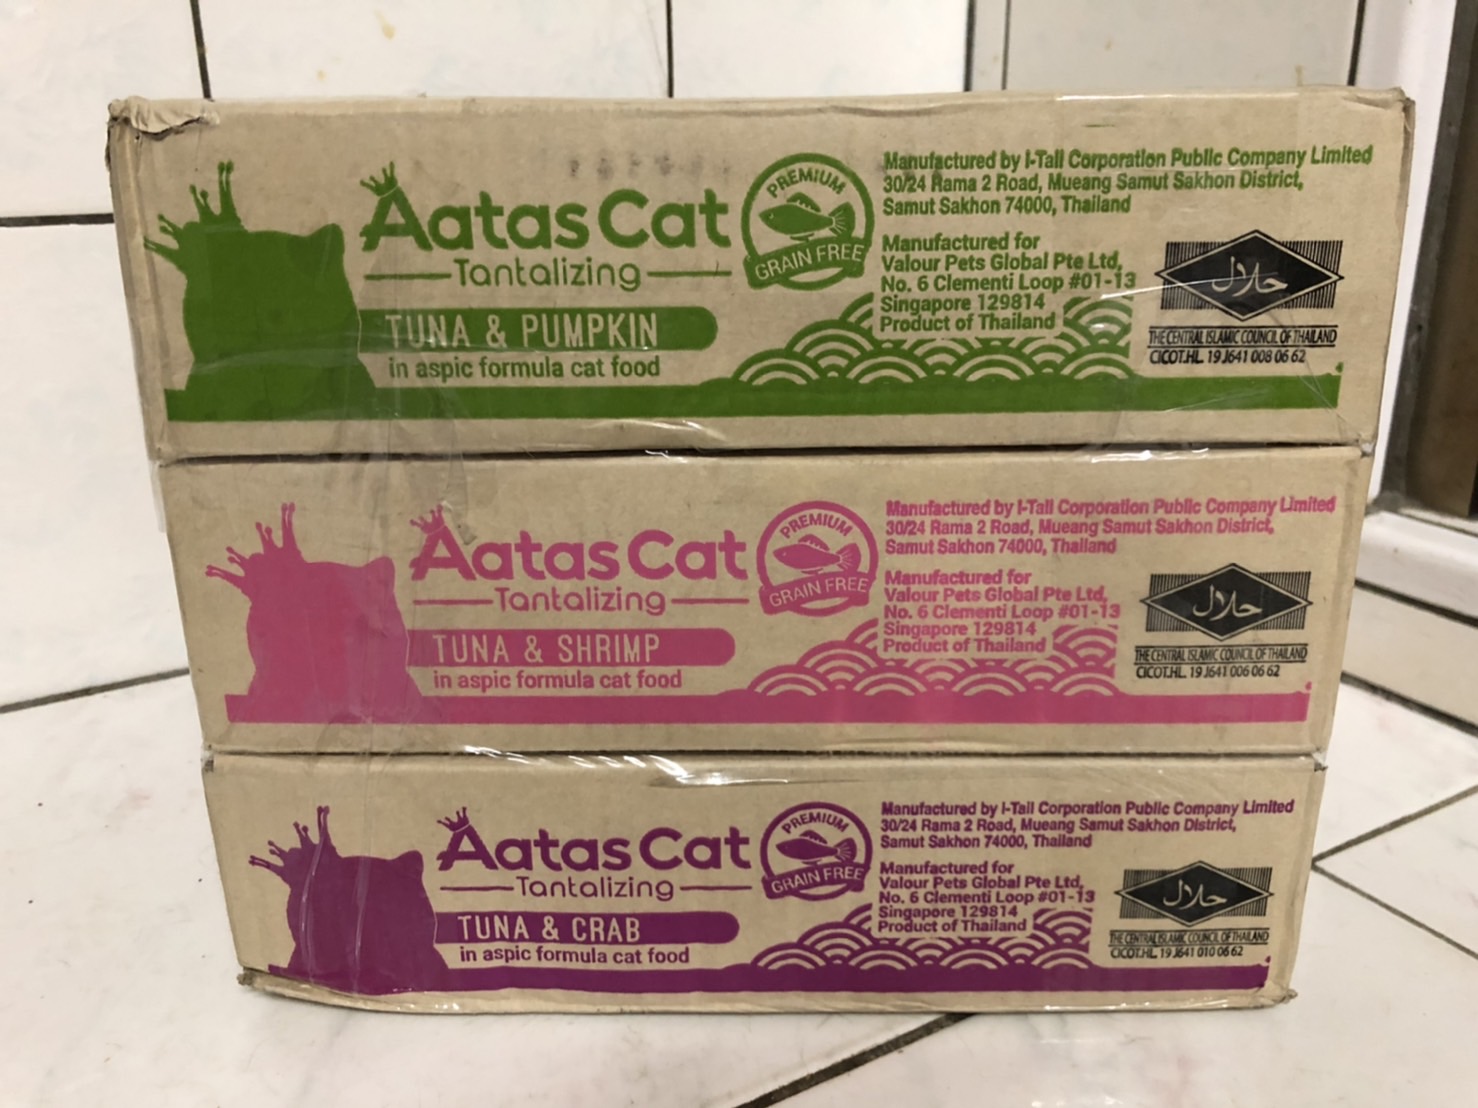 Aatas Cat
Tantalizing
TUNA & PUMPKIN
in aspic formula cat food
PREMIUM
GRAIN FREE
Manufactured by I-Tail Corporation Public Company Limited
30/24 Rama 2 Road, Mueang Samut Sakhon District,
Samut Sakhon 74000, Thailand
Manufactured for
Valour Pets Global Pte Ltd,
No. 6 Clementi Loop #01-13
Singapore 129814
Product of Thailand
حلال
THE CENTRAL ISLAMIC COUNCIL OF THAILAND
CICOT.HL. 19 J641 008 06 62
Aatas Cat
Tantalizing
TUNA & SHRIMP
in aspic formula cat food
PREMIUM
GRAIN FREE
Manufactured by I-Tail Corporation Public Company Limited
30/24 Rama 2 Road, Mueang Samut Sakhon District,
Samut Sakhon 74000, Thailand
Manufactured for
Valour Pets Global Pte Ltd,
No. 6 Clementi Loop #01-13
Singapore 129814
Product of Thailand
حلال
THE CENTRAL ISLAMIC COUNCIL OF THAILAND
CICOT.HL. 19 J641 006 06 62
Aatas Cat
Tantalizing
TUNA & CRAB
in aspic formula cat food
PREMIUM
GRAIN FREE
Manufactured by I-Tail Corporation Public Company Limited
30/24 Rama 2 Road, Mueang Samut Sakhon District,
Samut Sakhon 74000, Thailand
Manufactured for
Valour Pets Global Pte Ltd,
No. 6 Clementi Loop #01-13
Singapore 129814
Product of Thailand
حلال
THE CENTRAL ISLAMIC COUNCIL OF THAILAND
CICOT.HL. 19 J641 010 06 62